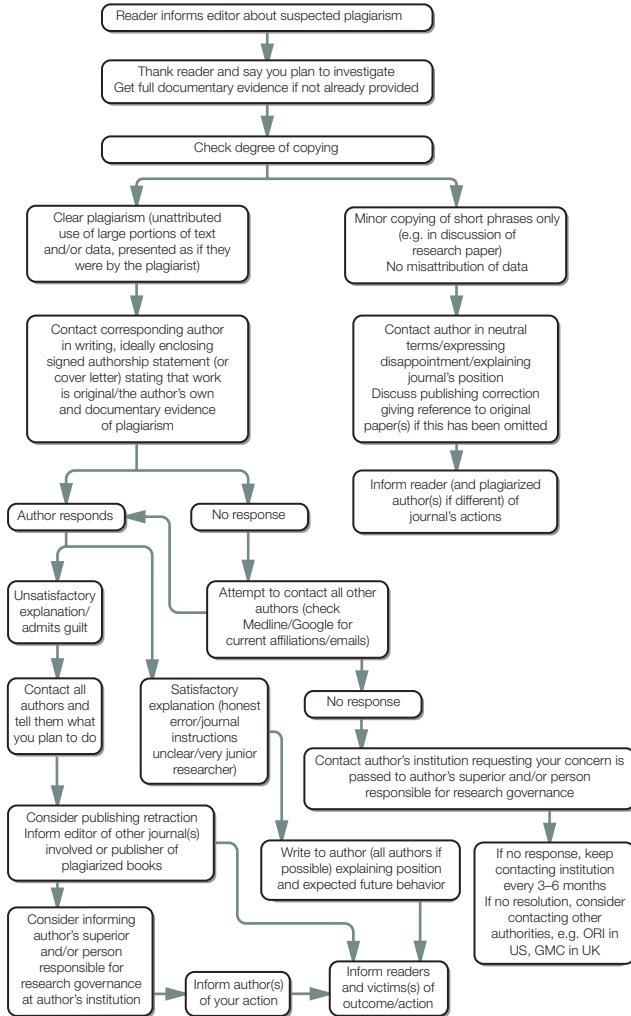 Reader informs editor about suspected plagiarism
Thank reader and say you plan to investigate
Get full documentary evidence if not already provided
Check degree of copying
Clear plagiarism (unattributed
use of large portions of text
and/or data, presented as if they
were by the plagiarist)
Minor copying of short phrases only
(e.g. in discussion of
research paper)
No misattribution of data
Contact corresponding author
in writing, ideally enclosing
signed authorship statement (or
cover letter) stating that work
is original/the author's own
and documentary evidence
of plagiarism
Contact author in neutral
terms/expressing
disappointment/explaining
journal's position
Discuss publishing correction
giving reference to original
paper(s) if this has been omitted
Inform reader (and plagiarized
author(s) if different) of
journal's actions
Author responds
No response
Unsatisfactory
explanation/
admits guilt
Attempt to contact all other
authors (check
Medline/Google for
current affiliations/emails)
Contact all
authors and
tell them what
you plan to do
Satisfactory
explanation (honest
error/journal
instructions
unclear/very junior
researcher)
No response
Contact author's institution requesting your concern is
passed to author's superior and/or person
responsible for research governance
Consider publishing retraction
Inform editor of other journal(s)
involved or publisher of
plagiarized books
Write to author (all authors if
possible) explaining position
and expected future behavior
If no response, keep
contacting institution
every 3–6 months
If no resolution, consider
contacting other
authorities, e.g. ORI in
US, GMC in UK
Consider informing
author's superior
and/or person
responsible for
research governance
at author's institution
Inform author(s)
of your action
Inform readers
and victims(s) of
outcome/action